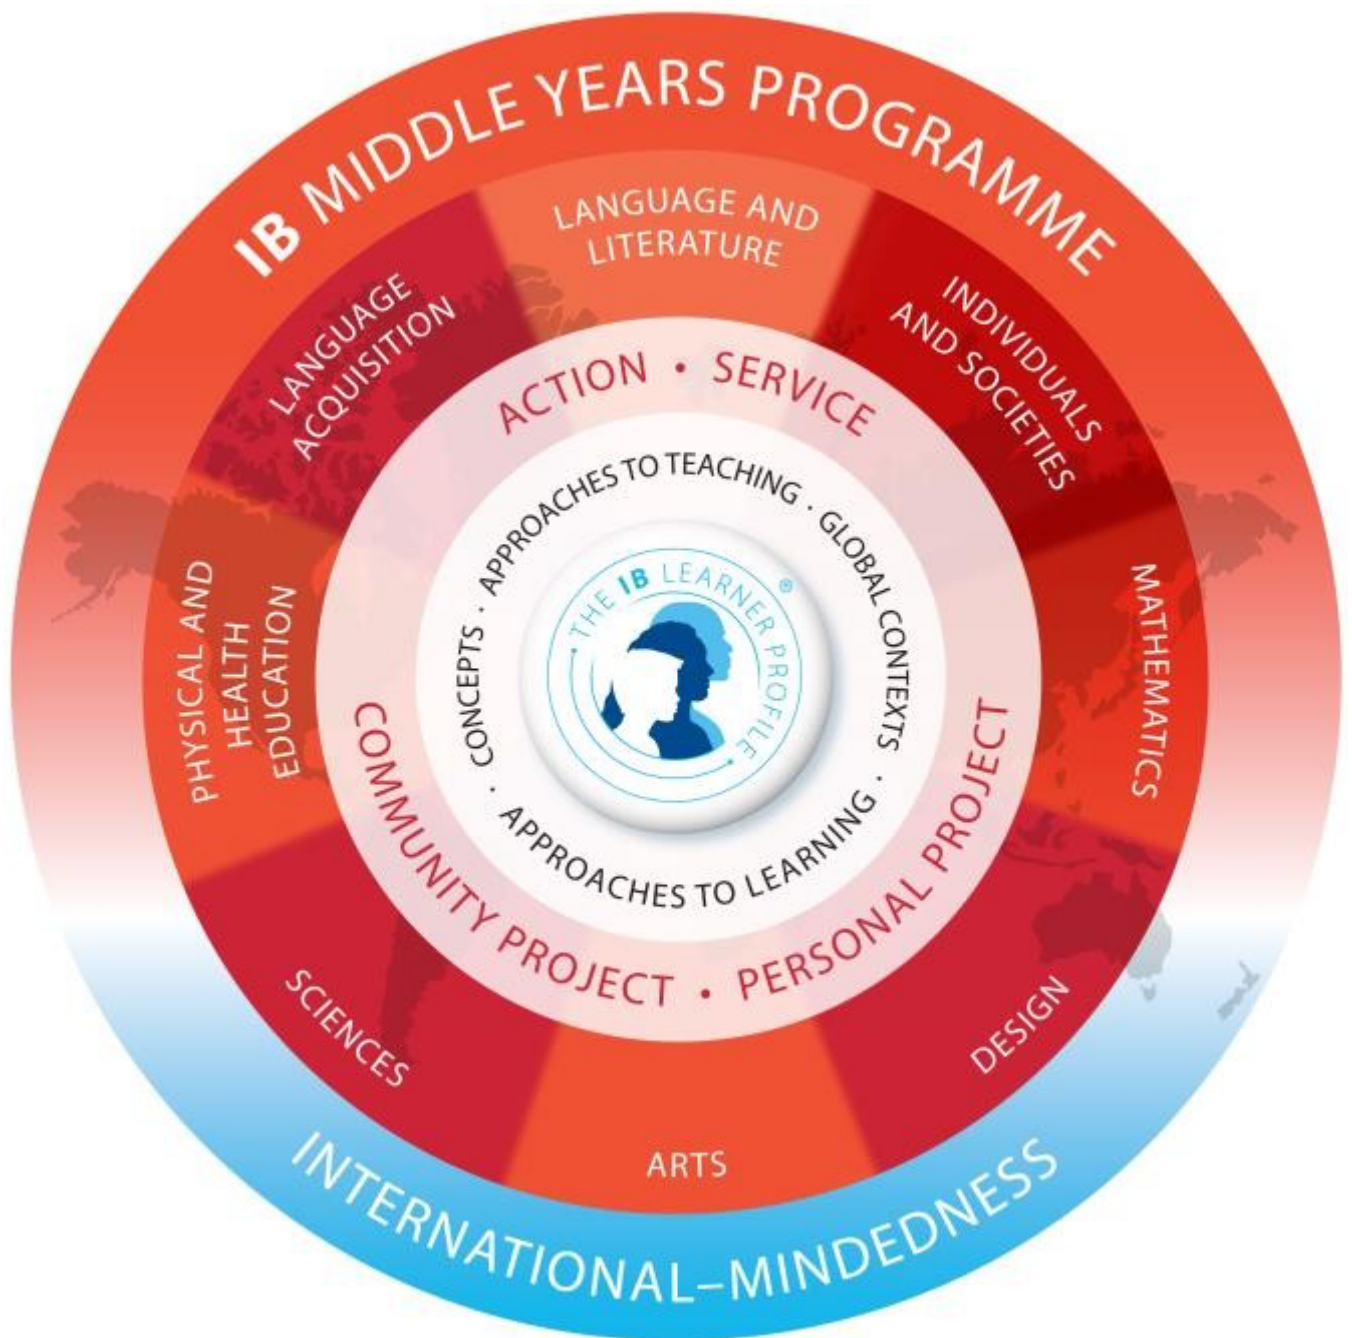 IB MIDDLE YEARS PROGRAMME
LANGUAGE AND
LITERATURE
INDIVIDUALS
AND SOCIETIES
MATHEMATICS
DESIGN
ARTS
SCIENCES
PHYSICAL AND
HEALTH
EDUCATION
LANGUAGE
ACQUISITION
ACTION • SERVICE
PERSONAL PROJECT
COMMUNITY PROJECT •
APPROACHES TO TEACHING · GLOBAL CONTEXTS ·
APPROACHES TO LEARNING ·
CONCEPTS ·
• THE IB LEARNER PROFILE • ®
INTERNATIONAL–MINDEDNESS